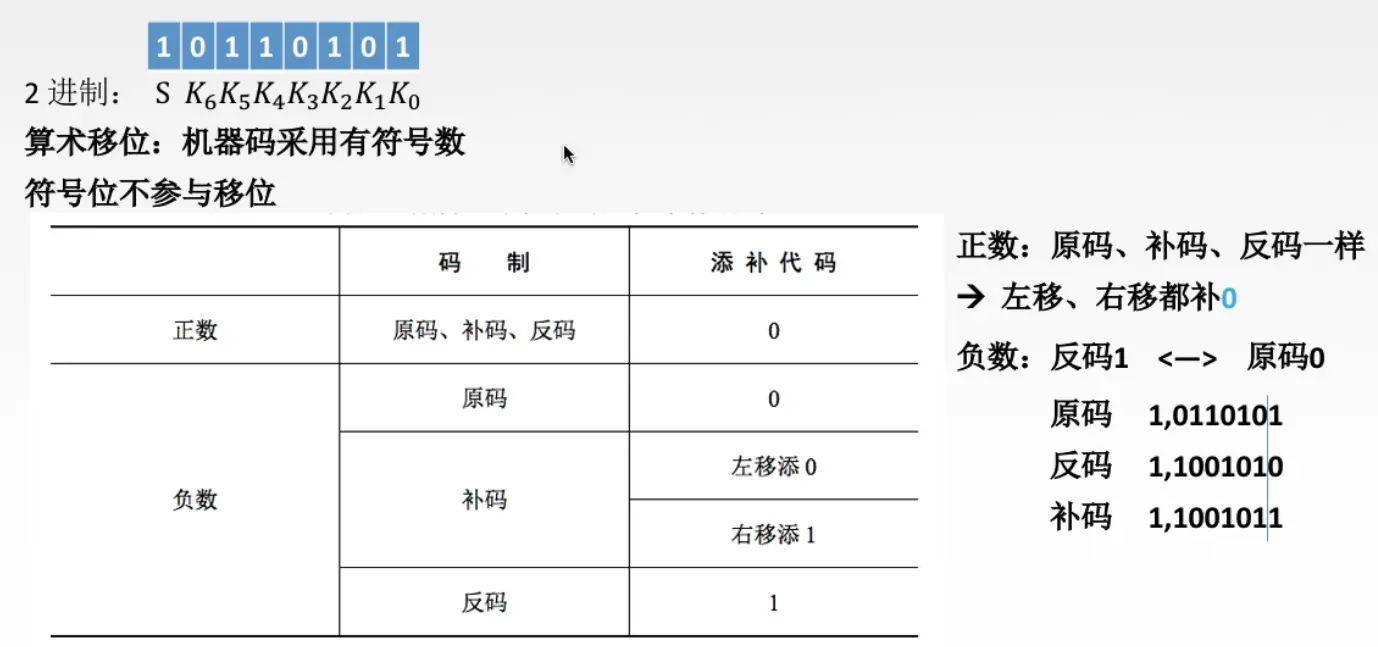 1 0 1 1 0 1 0 1
2 进制： S K₆K₅K₄K₃K₂K₁K₀
算术移位：机器码采用有符号数
符号位不参与移位
码 制 添 补 代 码
正数 原码、补码、反码 0
负数 原码 0
补码 左移添 0
右移添 1
反码 1
正数：原码、补码、反码一样
→ 左移、右移都补0
负数：反码1 <—> 原码0
原码 1,0110101
反码 1,1001010
补码 1,1001011